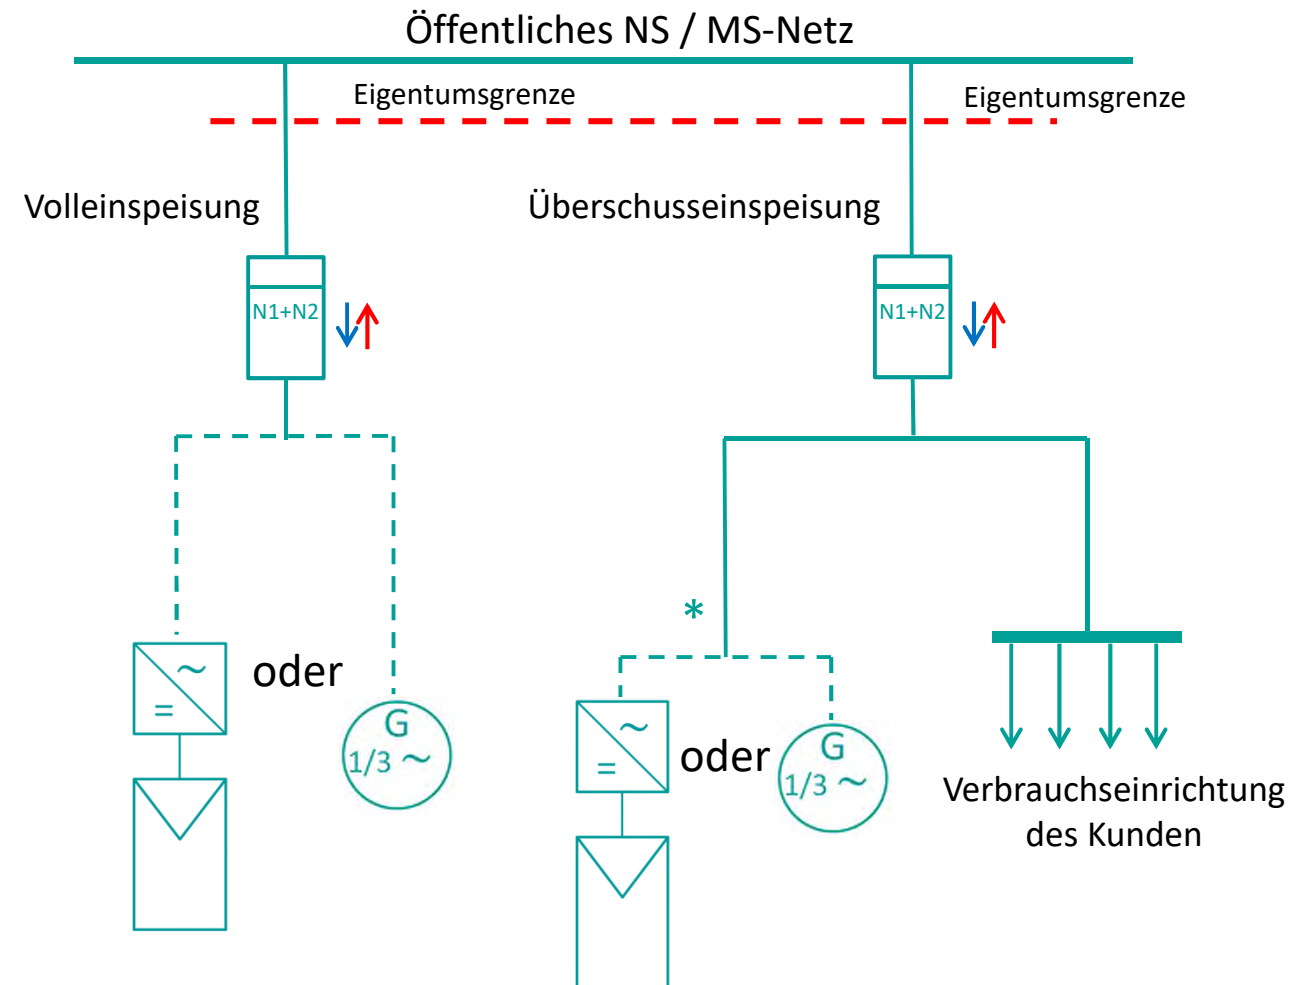 Öffentliches NS / MS-Netz
Eigentumsgrenze
Eigentumsgrenze
Volleinspeisung
Überschusseinspeisung
N1+N2
N1+N2
*
~
=
oder
G
1/3 ~
~
=
oder
G
1/3 ~
Verbrauchseinrichtung
des Kunden